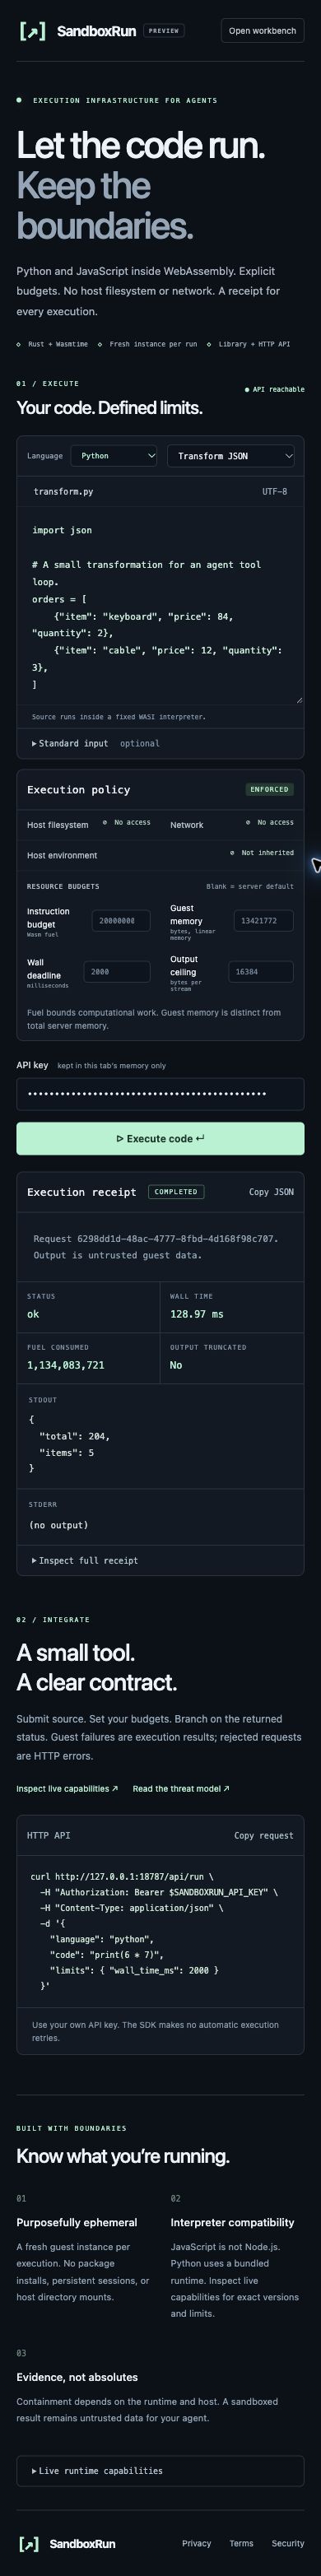 SandboxRun PREVIEW Open workbench
EXECUTION INFRASTRUCTURE FOR AGENTS
Let the code run.
Keep the
boundaries.
Python and JavaScript inside WebAssembly. Explicit
budgets. No host filesystem or network. A receipt for
every execution.
Rust + Wasmtime Fresh instance per run Library + HTTP API
01 / EXECUTE
API reachable
Your code. Defined limits.
Language Python Transform JSON
transform.py UTF-8
import json
# A small transformation for an agent tool
loop.
orders = [
{"item": "keyboard", "price": 84,
"quantity": 2},
{"item": "cable", "price": 12, "quantity":
3},
]
Source runs inside a fixed WASI interpreter.
Standard input optional
Execution policy ENFORCED
Host filesystem ⊘ No access Network ⊘ No access
Host environment ⊘ Not inherited
RESOURCE BUDGETS Blank = server default
Instruction
budget
Wasm fuel
Guest
memory
bytes, linear
memory
13421772
Wall
deadline
milliseconds
2000
Output
ceiling
bytes per
stream
16384
Fuel bounds computational work. Guest memory is distinct from
total server memory.
API key kept in this tab's memory only
Execute code ↵
Execution receipt COMPLETED Copy JSON
Request 6298dd1d-48ac-4777-8fbd-4d168f98c707.
Output is untrusted guest data.
STATUS
ok
WALL TIME
128.97 ms
FUEL CONSUMED
1,134,083,721
OUTPUT TRUNCATED
No
STDOUT
{
"total": 204,
"items": 5
}
STDERR
(no output)
Inspect full receipt
02 / INTEGRATE
A small tool.
A clear contract.
Submit source. Set your budgets. Branch on the returned
status. Guest failures are execution results; rejected requests
are HTTP errors.
Inspect live capabilities ↗ Read the threat model ↗
HTTP API Copy request
curl http://127.0.0.1:18787/api/run \
-H "Authorization: Bearer $SANDBOXRUN_API_KEY" \
-H "Content-Type: application/json" \
-d '{
"language": "python",
"code": "print(6 * 7)",
"limits": { "wall_time_ms": 2000 }
}'
Use your own API key. The SDK makes no automatic execution
retries.
BUILT WITH BOUNDARIES
Know what you're running.
01
Purposefully ephemeral
A fresh guest instance per
execution. No package
installs, persistent sessions, or
host directory mounts.
02
Interpreter compatibility
JavaScript is not Node.js.
Python uses a bundled
runtime. Inspect live
capabilities for exact versions
and limits.
03
Evidence, not absolutes
Containment depends on the runtime and host. A sandboxed
result remains untrusted data for your agent.
Live runtime capabilities
SandboxRun Privacy Terms Security